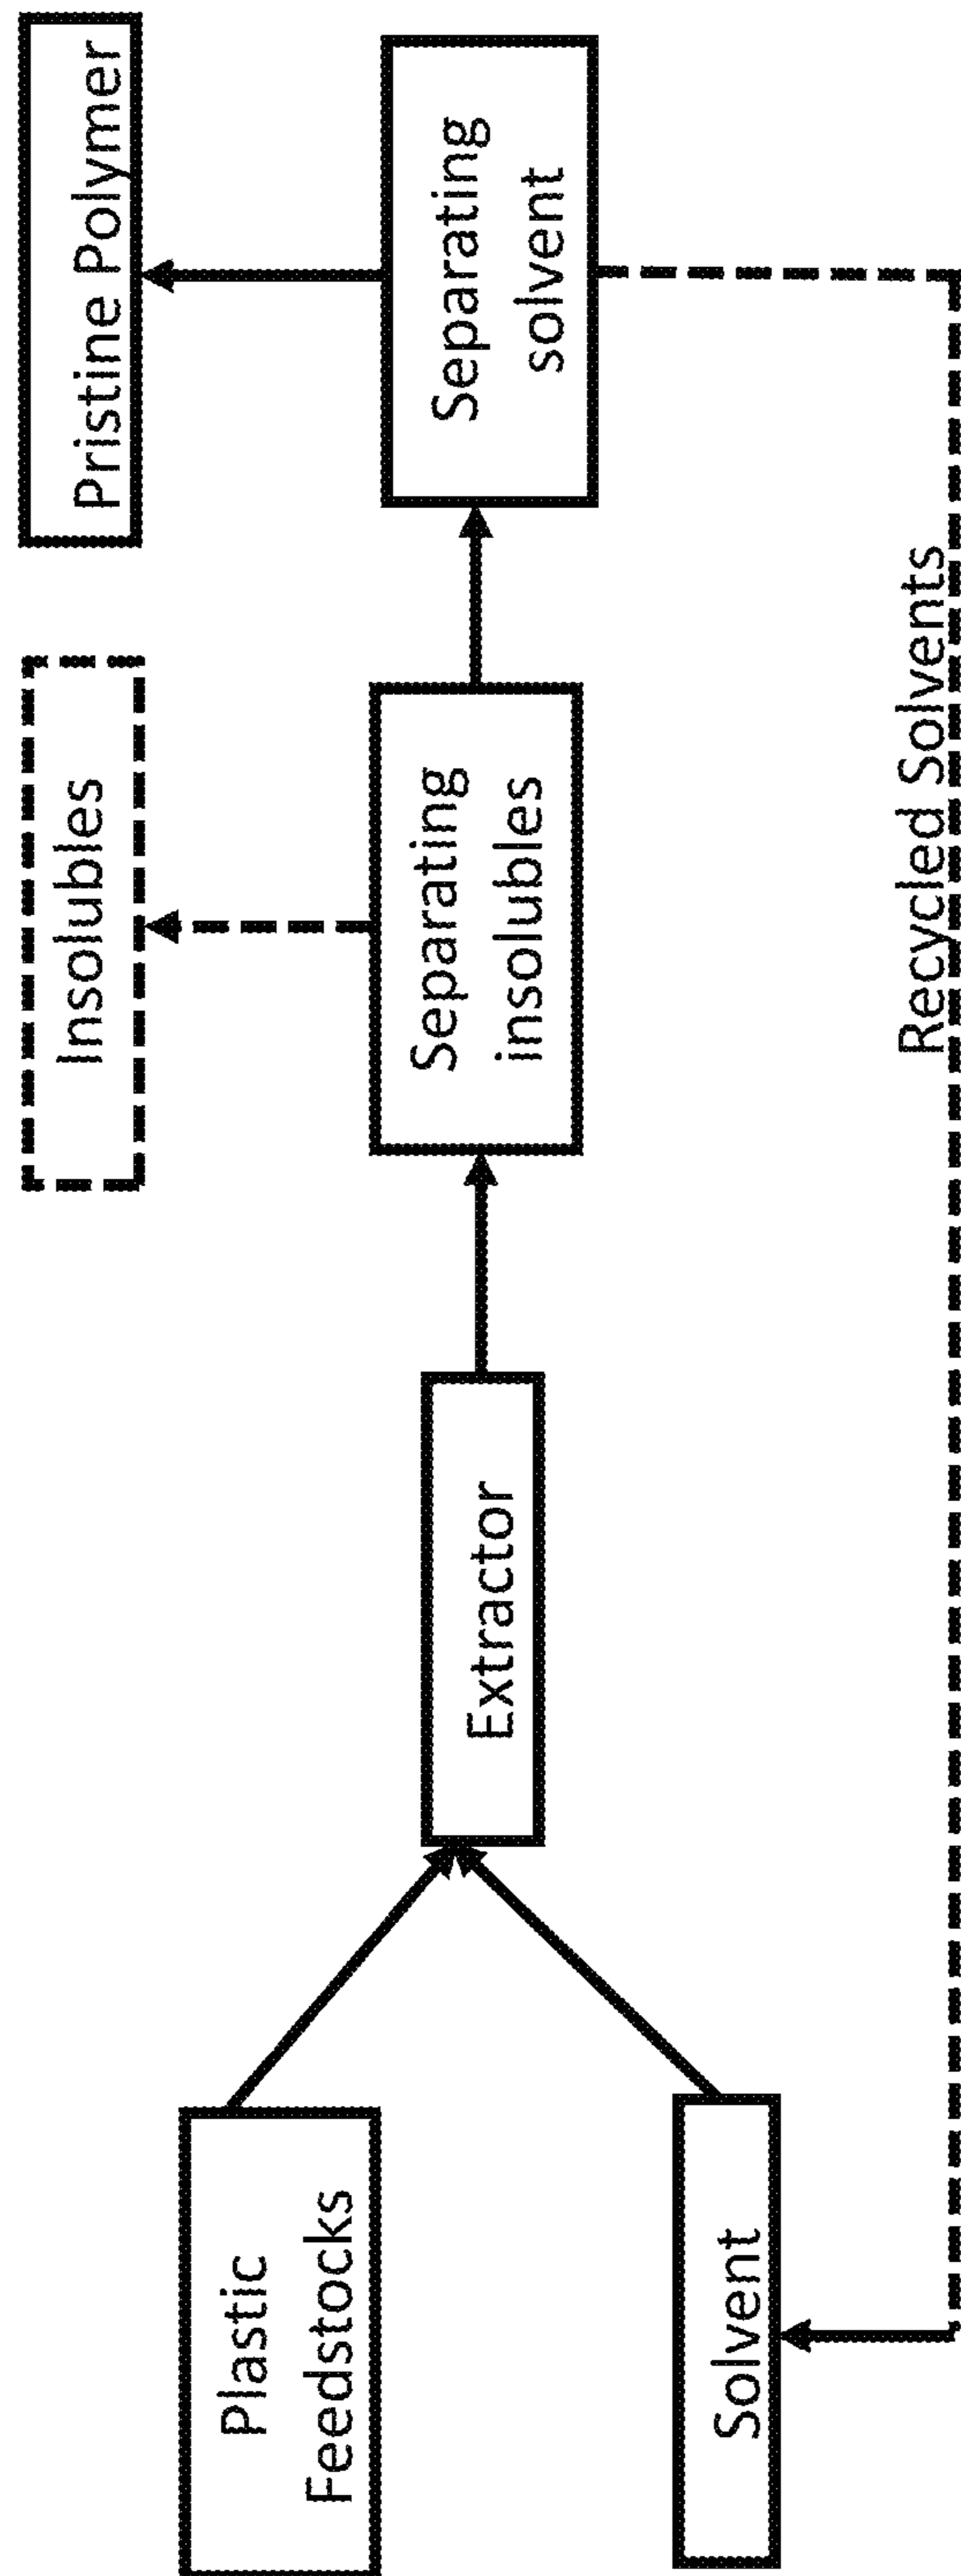 Plastic
Feedstocks
Solvent
Extractor
Separating
insolubles
Insolubles
Separating
solvent
Pristine Polymer
Recycled Solvents